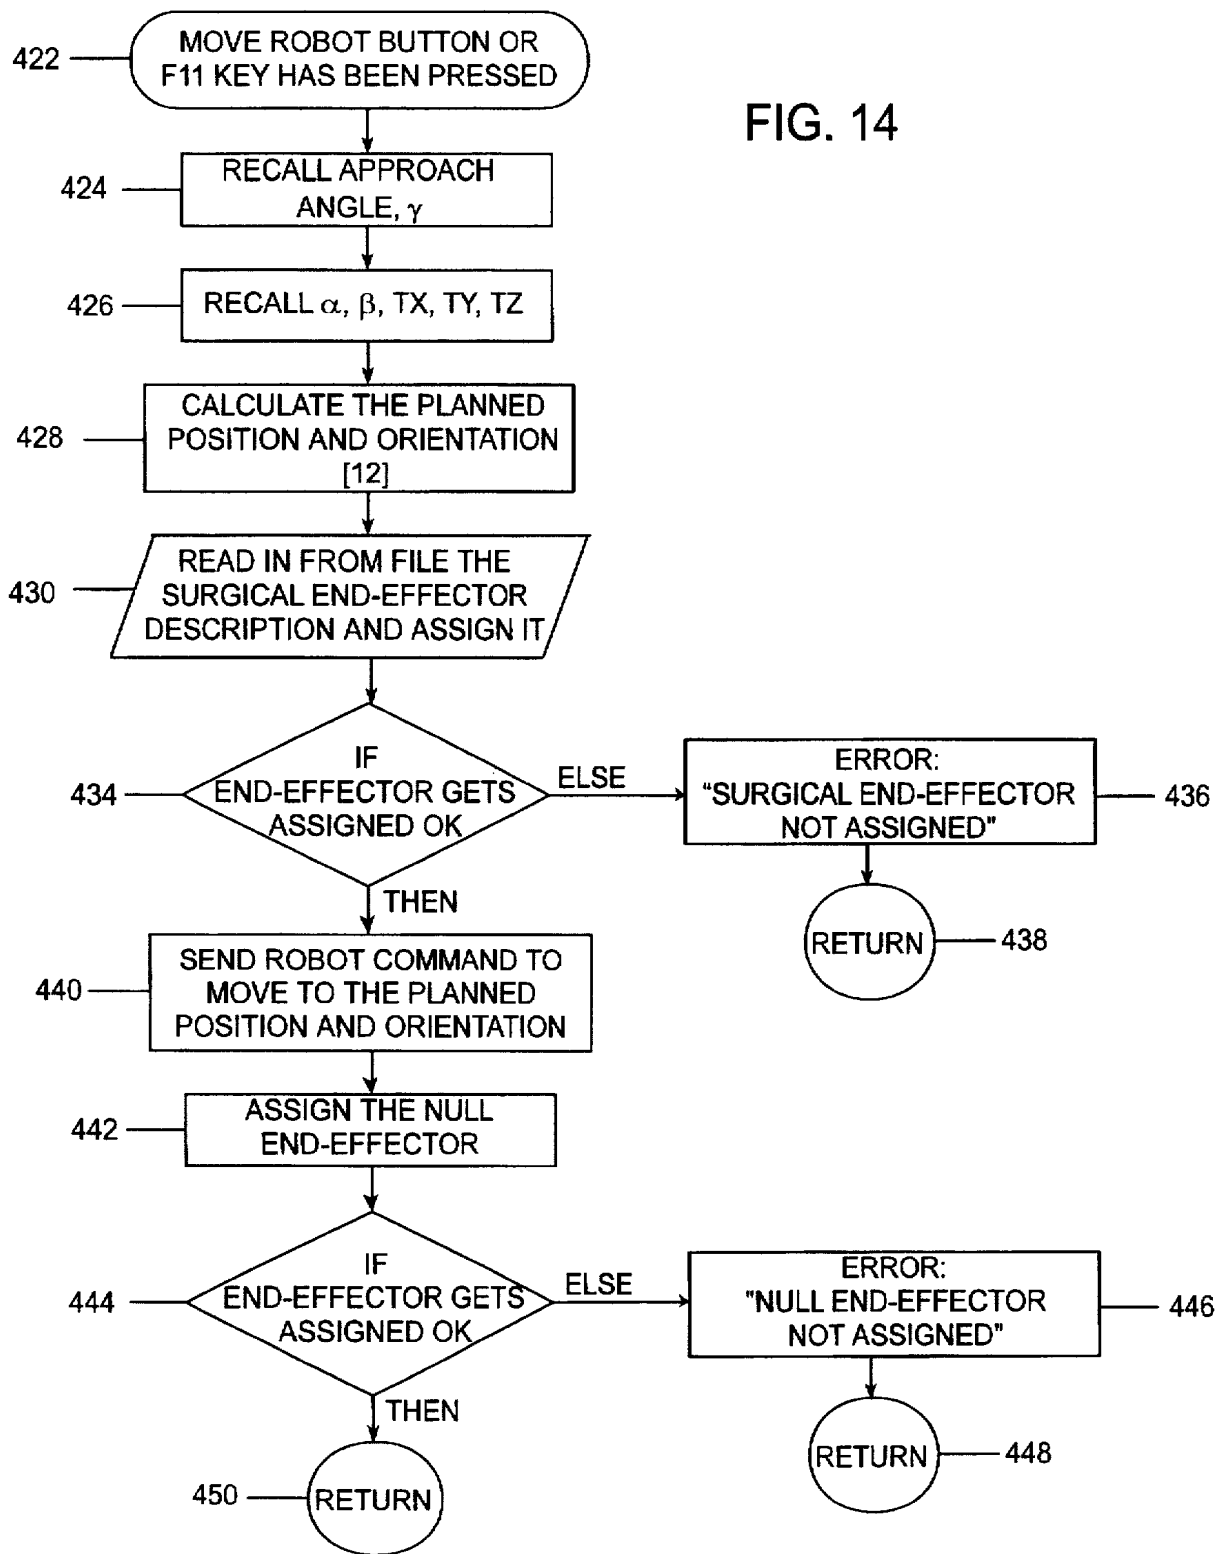 422
MOVE ROBOT BUTTON OR
F11 KEY HAS BEEN PRESSED
FIG. 14
424
RECALL APPROACH
ANGLE, γ
426
RECALL α, β, TX, TY, TZ
428
CALCULATE THE PLANNED
POSITION AND ORIENTATION
[12]
430
READ IN FROM FILE THE
SURGICAL END-EFFECTOR
DESCRIPTION AND ASSIGN IT
434
IF
END-EFFECTOR GETS
ASSIGNED OK
ELSE
ERROR:
"SURGICAL END-EFFECTOR
NOT ASSIGNED"
436
RETURN
438
THEN
440
SEND ROBOT COMMAND TO
MOVE TO THE PLANNED
POSITION AND ORIENTATION
442
ASSIGN THE NULL
END-EFFECTOR
444
IF
END-EFFECTOR GETS
ASSIGNED OK
ELSE
ERROR:
"NULL END-EFFECTOR
NOT ASSIGNED"
446
RETURN
448
THEN
450
RETURN